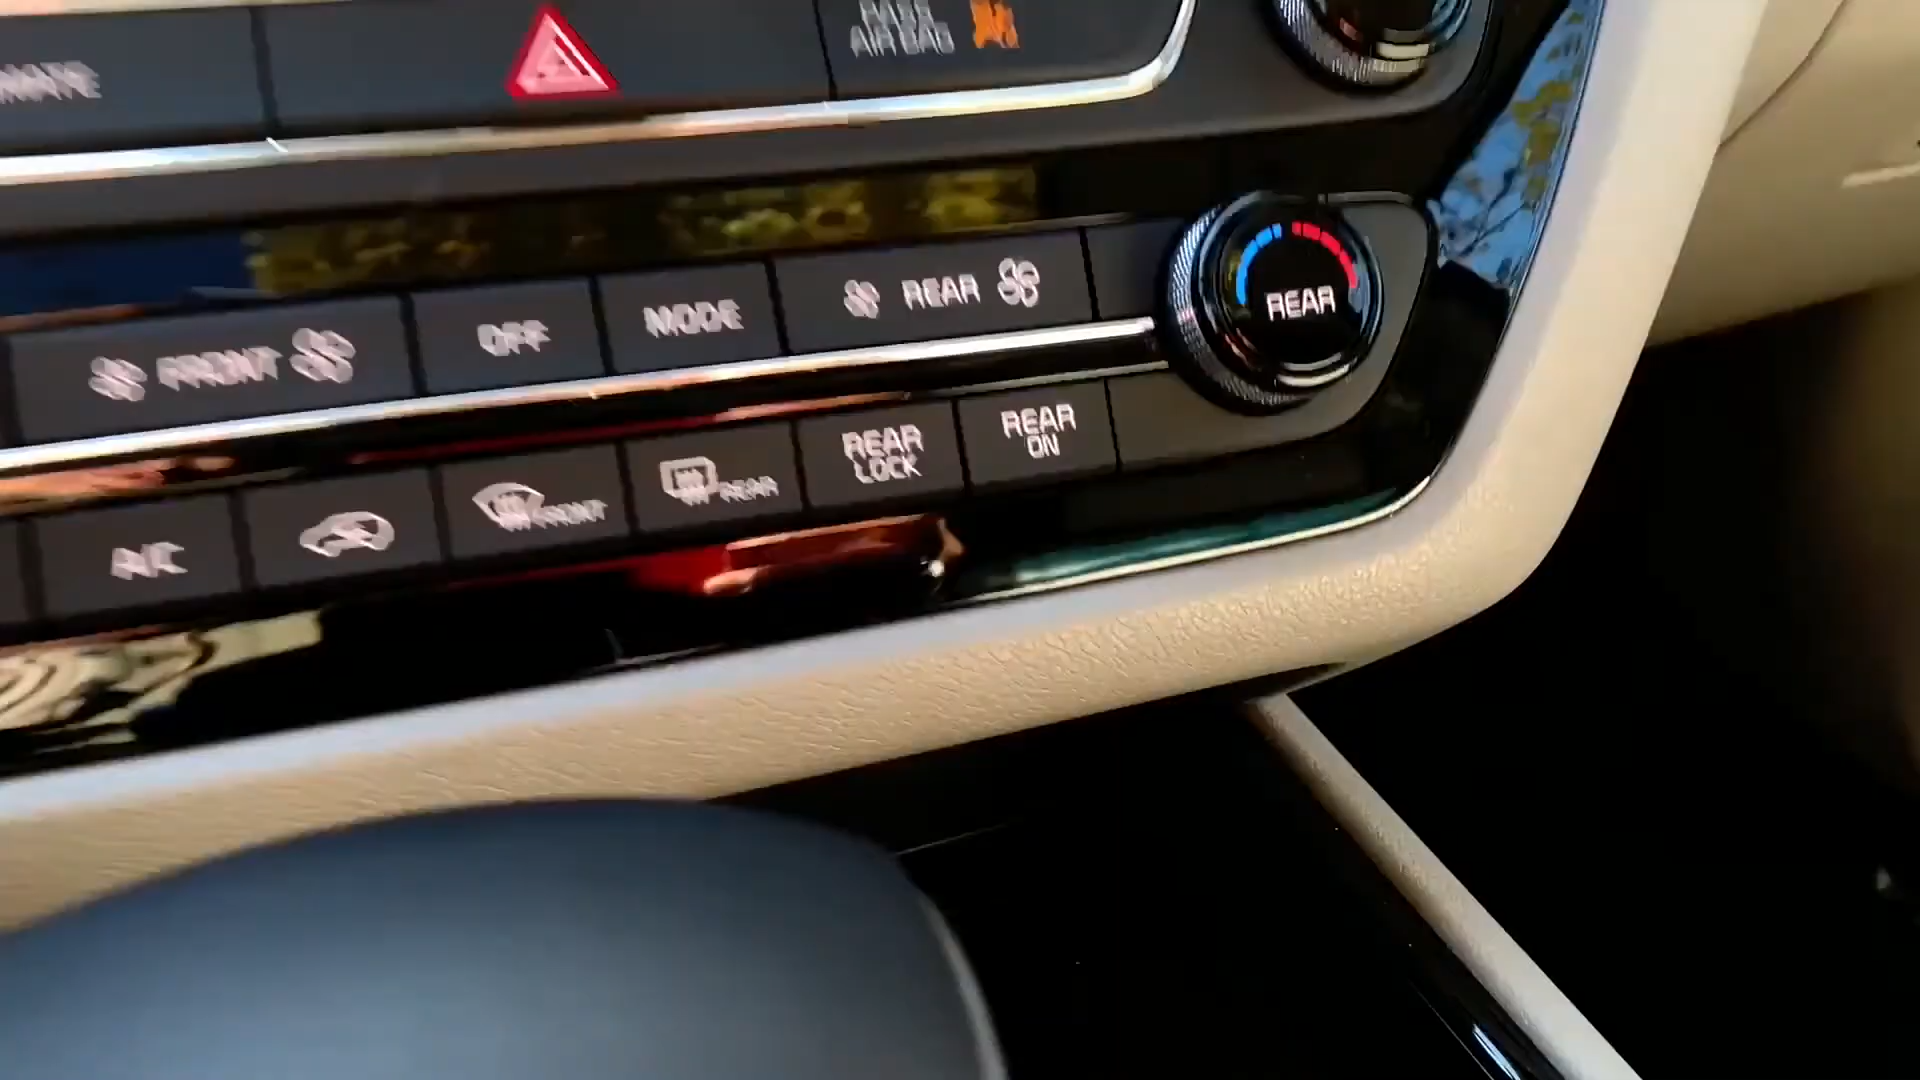 AIR BAG
FRONT
OFF
MODE
REAR
REAR
A/C
FRONT
REAR
REAR
LOCK
REAR
ON